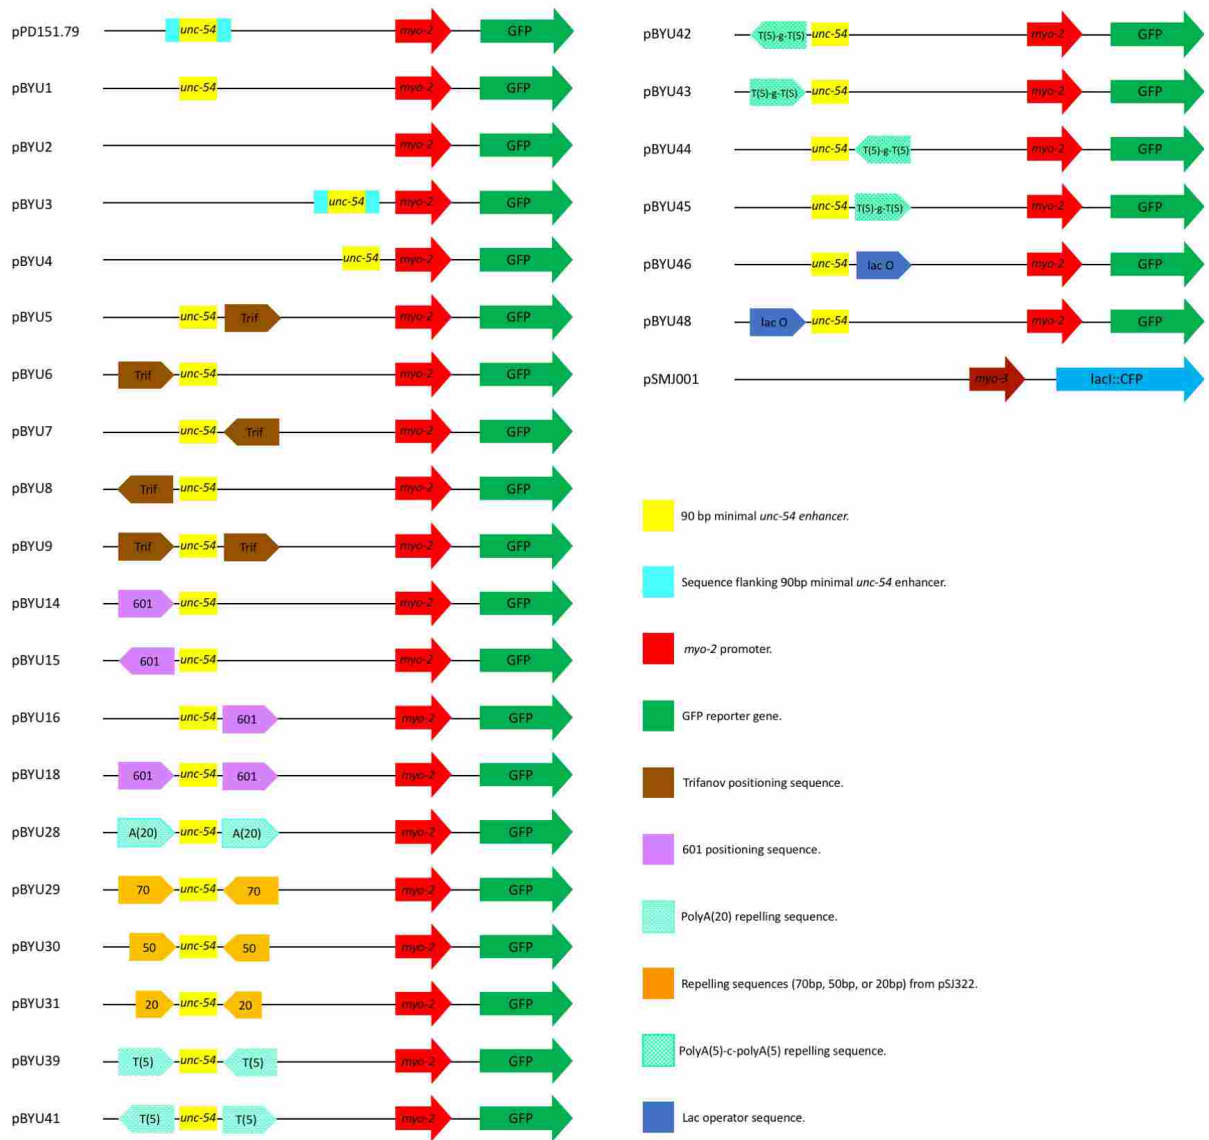 pPD151.79 unc-54 myo-2 GFP
pBYU1 unc-54 myo-2 GFP
pBYU2 myo-2 GFP
pBYU3 unc-54 myo-2 GFP
pBYU4 unc-54 myo-2 GFP
pBYU5 unc-54 Trif myo-2 GFP
pBYU6 Trif unc-54 myo-2 GFP
pBYU7 unc-54 Trif myo-2 GFP
pBYU8 Trif unc-54 myo-2 GFP
pBYU9 Trif unc-54 Trif myo-2 GFP
pBYU14 601 unc-54 myo-2 GFP
pBYU15 601 unc-54 myo-2 GFP
pBYU16 unc-54 601 myo-2 GFP
pBYU18 601 unc-54 601 myo-2 GFP
pBYU28 A(20) unc-54 A(20) myo-2 GFP
pBYU29 70 unc-54 70 myo-2 GFP
pBYU30 50 unc-54 50 myo-2 GFP
pBYU31 20 unc-54 20 myo-2 GFP
pBYU39 T(5) unc-54 T(5) myo-2 GFP
pBYU41 T(5) unc-54 T(5) myo-2 GFP
pBYU42 T(5)-g-T(5) unc-54 myo-2 GFP
pBYU43 T(5)-g-T(5) unc-54 myo-2 GFP
pBYU44 unc-54 T(5)-g-T(5) myo-2 GFP
pBYU45 unc-54 T(5)-g-T(5) myo-2 GFP
pBYU46 unc-54 lac O myo-2 GFP
pBYU48 lac O unc-54 myo-2 GFP
pSMJ001 myo-3 lacI::CFP
90 bp minimal unc-54 enhancer.
Sequence flanking 90bp minimal unc-54 enhancer.
myo-2 promoter.
GFP reporter gene.
Trifanov positioning sequence.
601 positioning sequence.
PolyA(20) repelling sequence.
Repelling sequences (70bp, 50bp, or 20bp) from pSJ322.
PolyA(5)-c-polyA(5) repelling sequence.
Lac operator sequence.